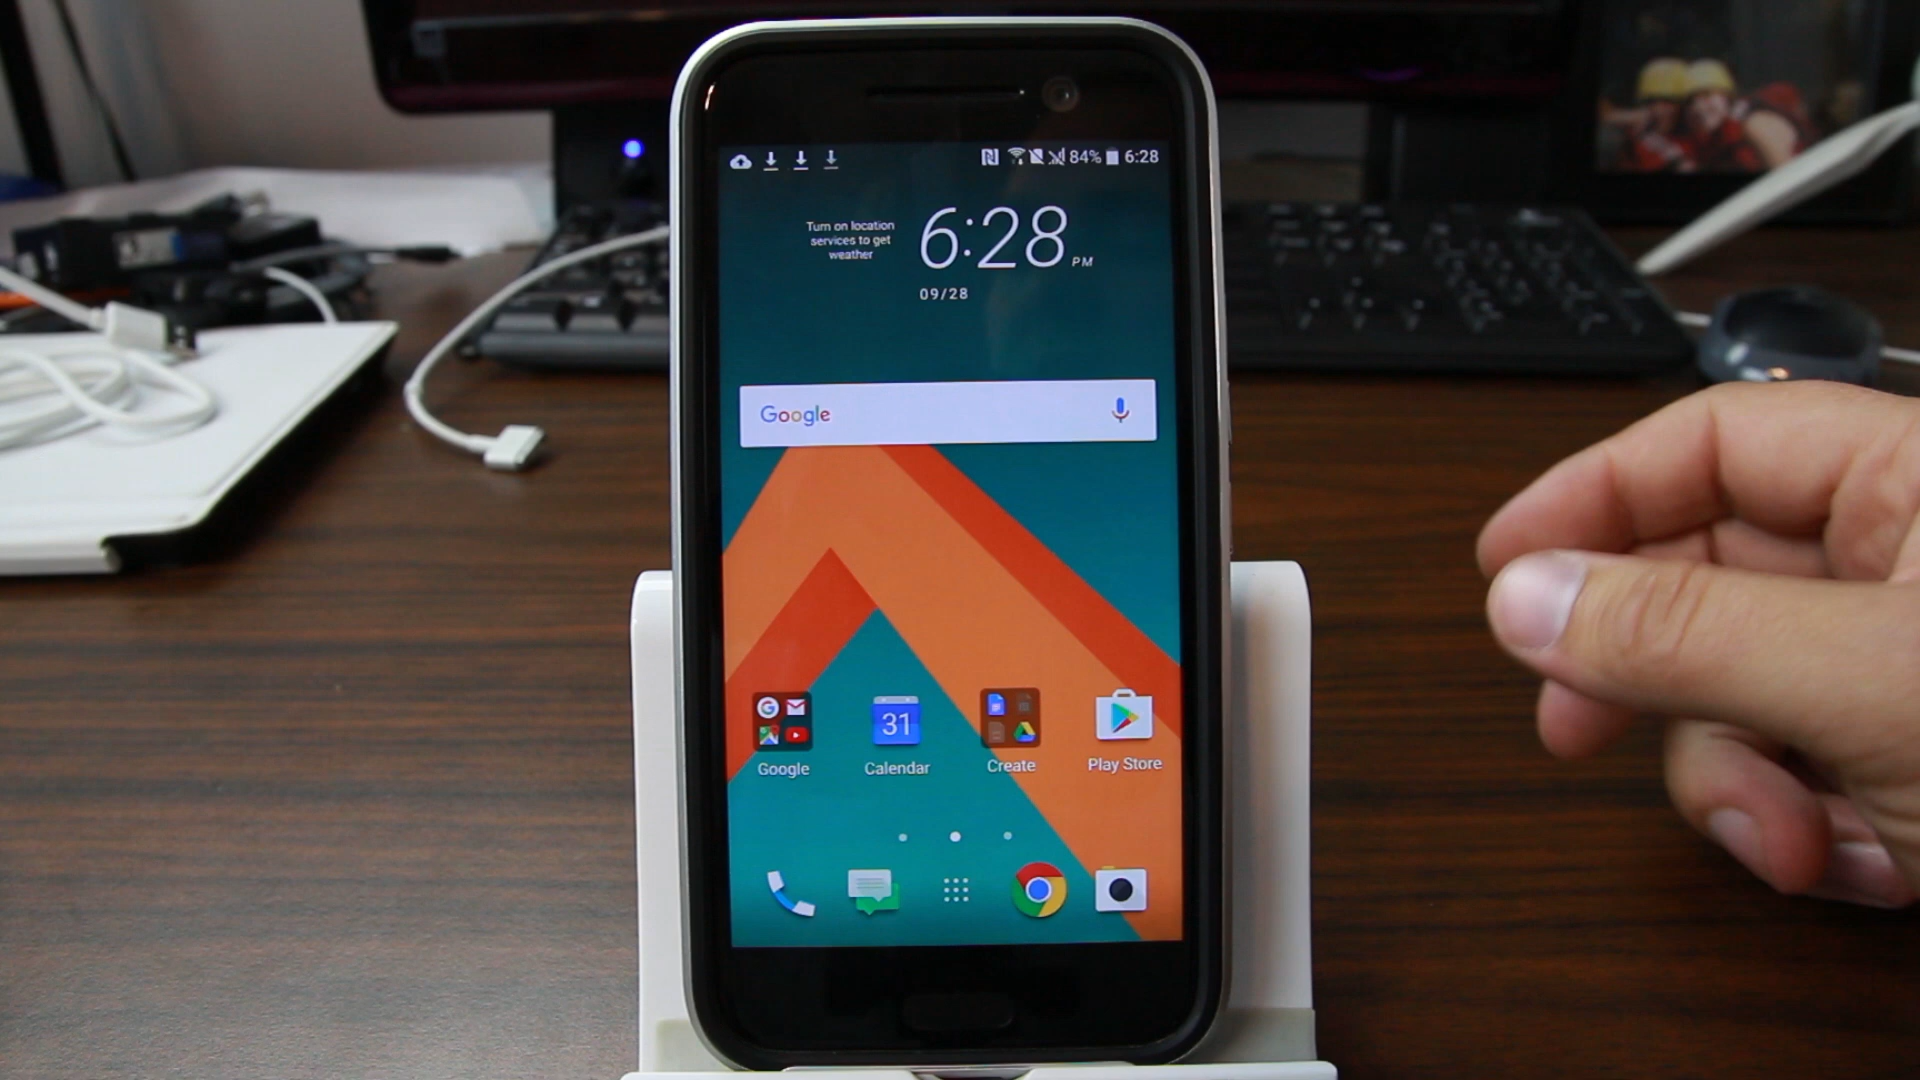 84% 6:28
Turn on location
services to get
weather
6:28 PM
09/28
Google
31
Google
Calendar
Create
Play Store